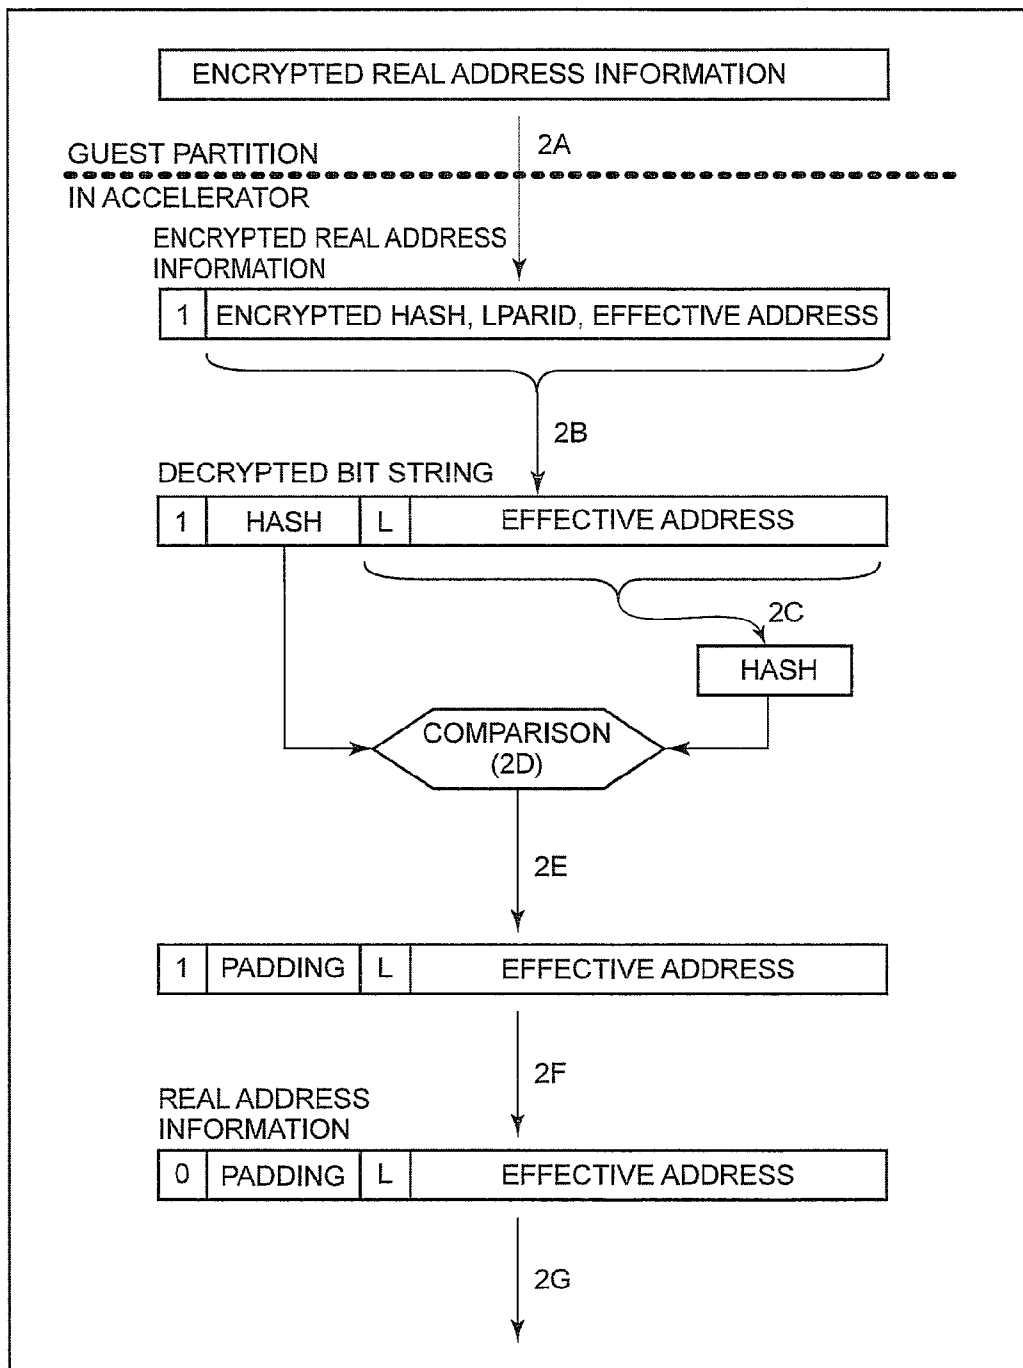 ENCRYPTED REAL ADDRESS INFORMATION
2A
GUEST PARTITION
IN ACCELERATOR
ENCRYPTED REAL ADDRESS
INFORMATION
1 ENCRYPTED HASH, LPARID, EFFECTIVE ADDRESS
2B
DECRYPTED BIT STRING
1 HASH L EFFECTIVE ADDRESS
2C
HASH
COMPARISON
(2D)
2E
1 PADDING L EFFECTIVE ADDRESS
2F
REAL ADDRESS
INFORMATION
0 PADDING L EFFECTIVE ADDRESS
2G